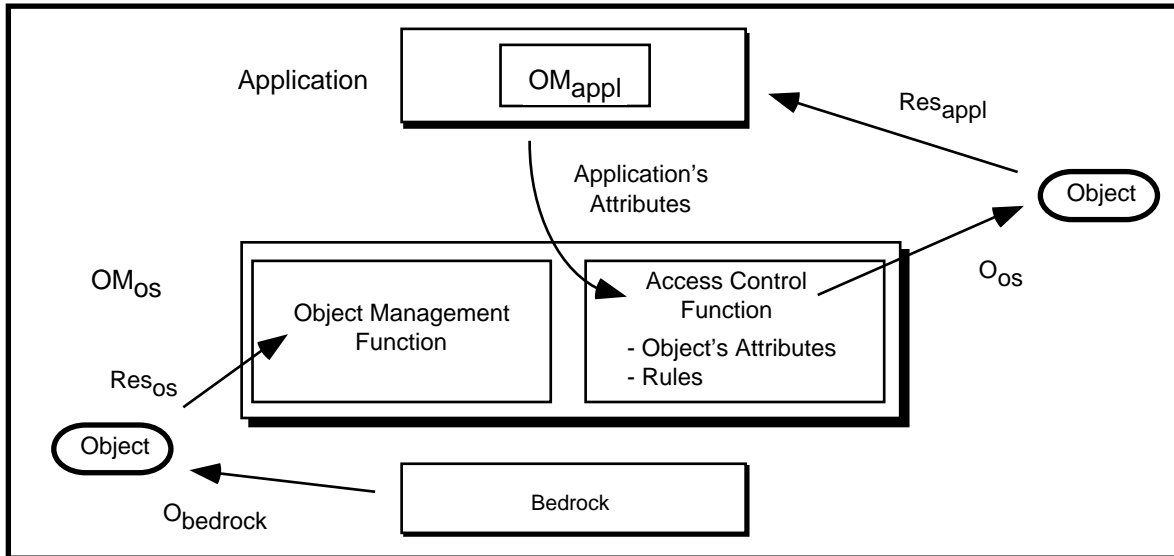 Application
OMappl
Resappl
Application's
Attributes
Object
OMos
Object Management
Function
Access Control
Function
- Object's Attributes
- Rules
Oos
Resos
Object
Obedrock
Bedrock